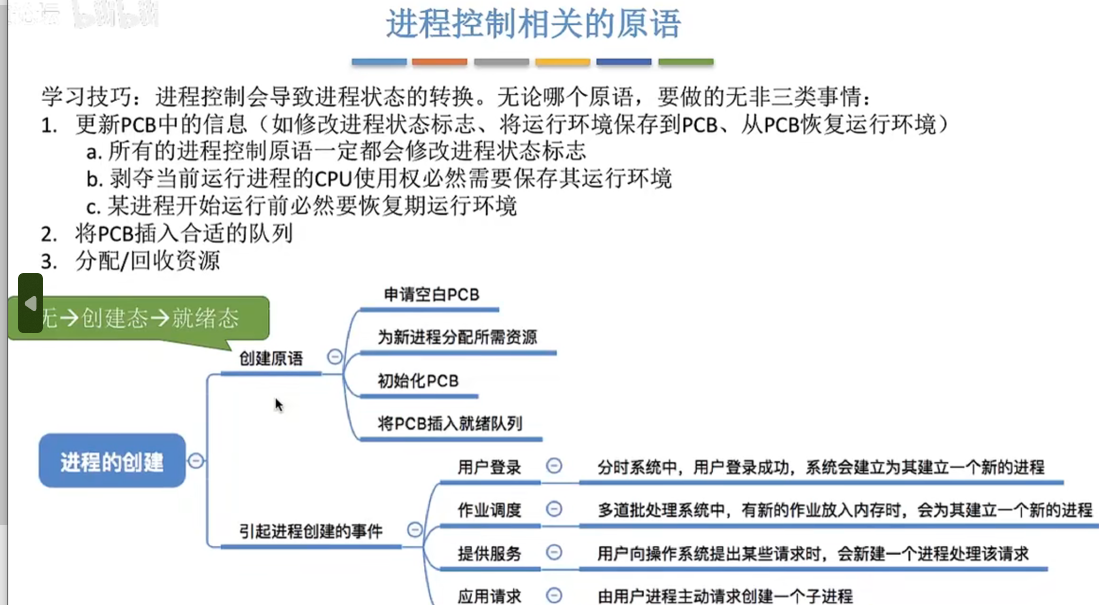 进程控制相关的原语
学习技巧：进程控制会导致进程状态的转换。无论哪个原语，要做的无非三类事情：
1. 更新PCB中的信息（如修改进程状态标志、将运行环境保存到PCB、从PCB恢复运行环境）
a. 所有的进程控制原语一定都会修改进程状态标志
b. 剥夺当前运行进程的CPU使用权必然需要保存其运行环境
c. 某进程开始运行前必然要恢复期运行环境
2. 将PCB插入合适的队列
3. 分配/回收资源
无→创建态→就绪态
进程的创建
创建原语
申请空白PCB
为新进程分配所需资源
初始化PCB
将PCB插入就绪队列
引起进程创建的事件
用户登录
分时系统中，用户登录成功，系统会建立为其建立一个新的进程
作业调度
多道批处理系统中，有新的作业放入内存时，会为其建立一个新的进程
提供服务
用户向操作系统提出某些请求时，会新建一个进程处理该请求
应用请求
由用户进程主动请求创建一个子进程